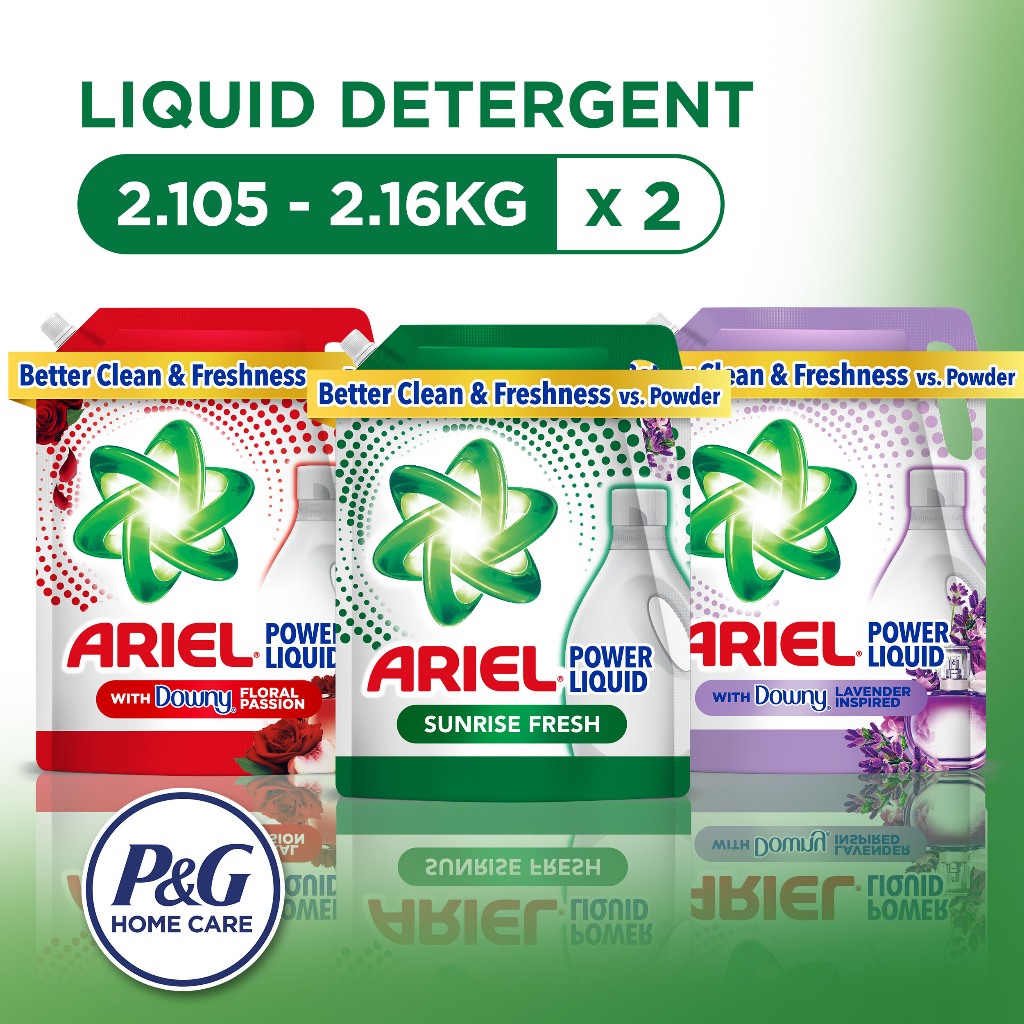 LIQUID DETERGENT
2.105 - 2.16KG x 2
Better Clean & Freshness
ARIEL POWER
LIQUID
WITH Downy FLORAL
PASSION
Better Clean & Freshness vs. Powder
ARIEL POWER
LIQUID
SUNRISE FRESH
Clean & Freshness vs. Powder
ARIEL POWER
LIQUID
WITH Downy LAVENDER
INSPIRED
P&G
HOME CARE